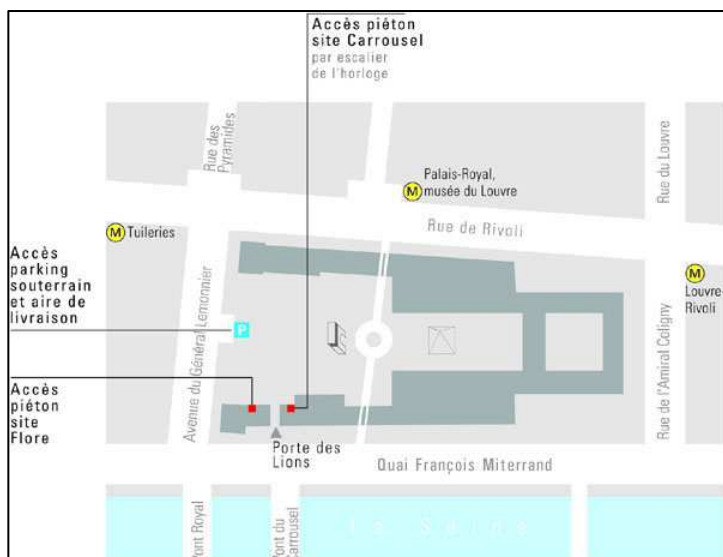 Accès piéton
site Carrousel
par escalier
de l'horloge
Rue des
Pyramides
Rue du Louvre
M
Palais-Royal,
musée du Louvre
M Tuileries
Rue de Rivoli
Accès
parking
souterrain
et aire de
livraison
M
Louvre-
Rivoli
P
Avenue du Général Lemonnier
Rue de l'Amiral Coligny
Accès
piéton
site
Flore
Porte des
Lions
Quai François Miterrand
Pont Royal
Pont du
Carrousel
La Seine